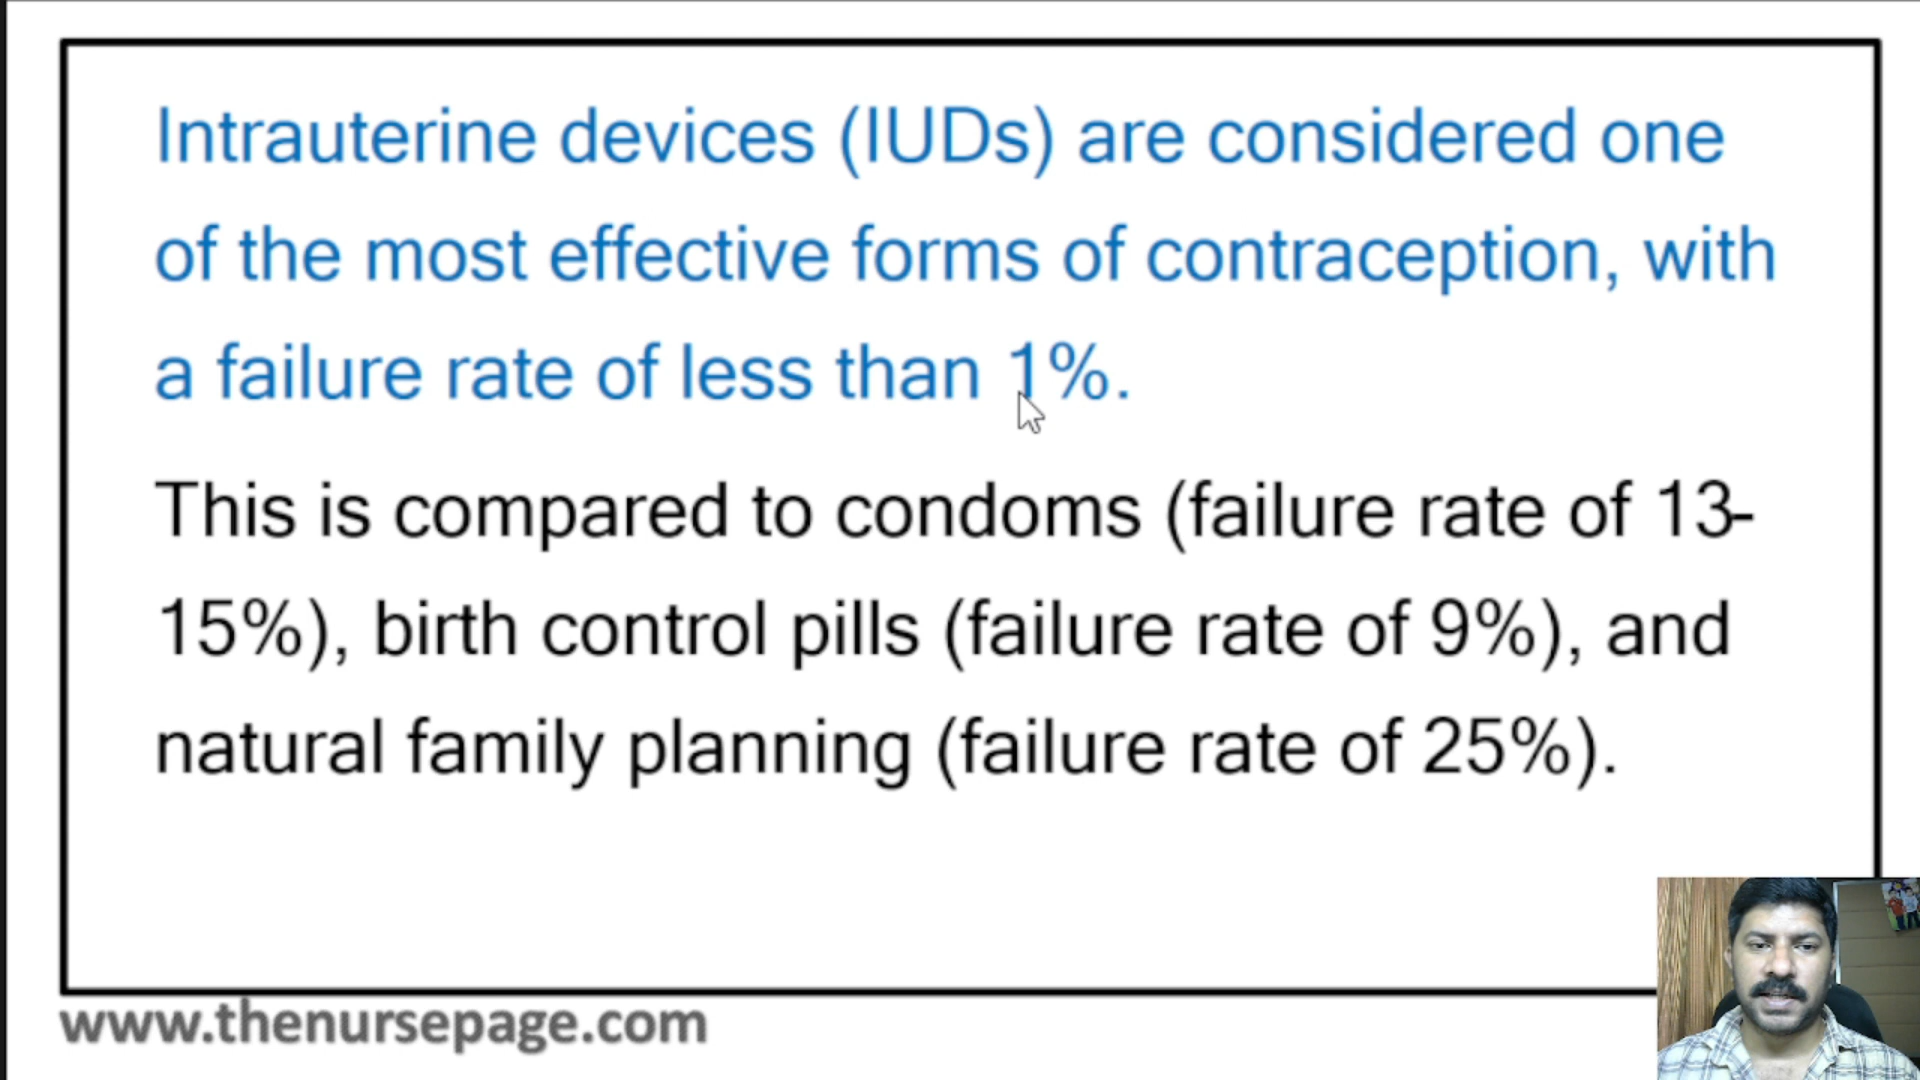 Intrauterine devices (IUDs) are considered one
of the most effective forms of contraception, with
a failure rate of less than 1%.
This is compared to condoms (failure rate of 13-
15%), birth control pills (failure rate of 9%), and
natural family planning (failure rate of 25%).
www.thenursepage.com